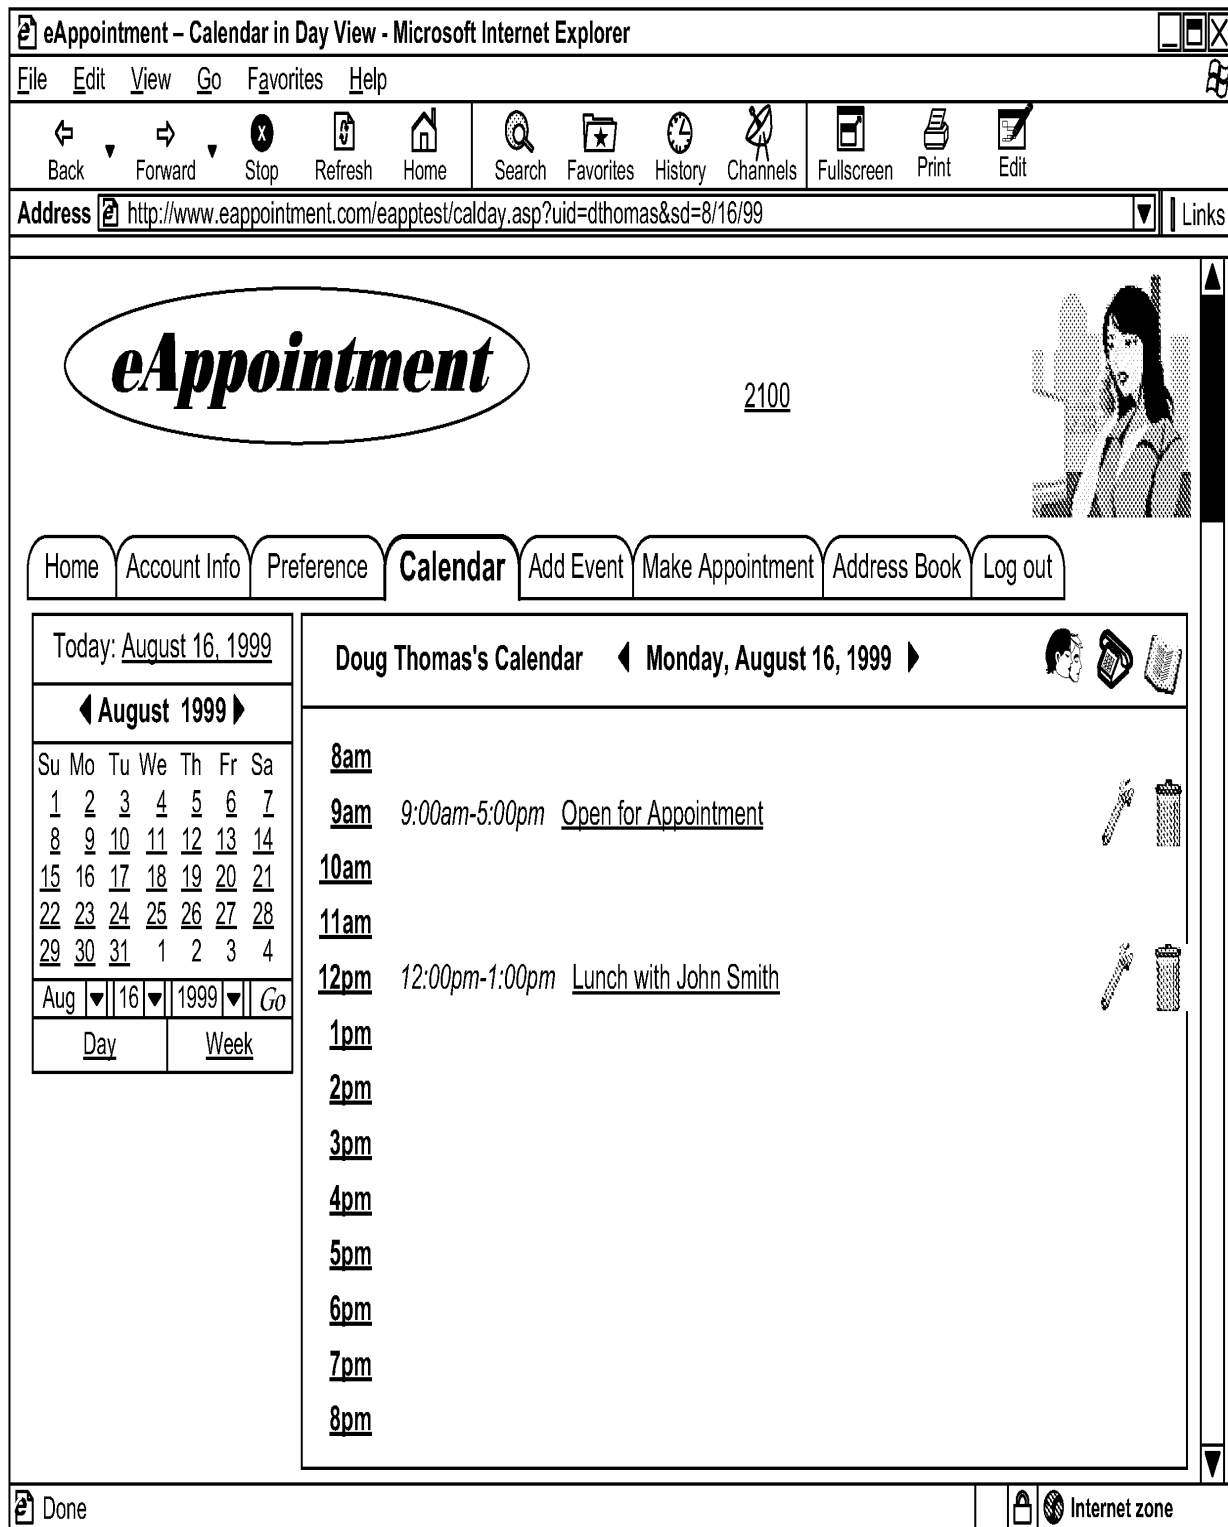 eAppointment – Calendar in Day View - Microsoft Internet Explorer
File Edit View Go Favorites Help
Back Forward Stop Refresh Home Search Favorites History Channels Fullscreen Print Edit
Address http://www.eappointment.com/eapptest/calday.asp?uid=dthomas&sd=8/16/99 Links
eAppointment
2100
Home Account Info Preference Calendar Add Event Make Appointment Address Book Log out
Today: August 16, 1999
August 1999
Su Mo Tu We Th Fr Sa
1 2 3 4 5 6 7
8 9 10 11 12 13 14
15 16 17 18 19 20 21
22 23 24 25 26 27 28
29 30 31 1 2 3 4
Aug 16 1999 Go
Day Week
Doug Thomas's Calendar Monday, August 16, 1999
8am
9am 9:00am-5:00pm Open for Appointment
10am
11am
12pm 12:00pm-1:00pm Lunch with John Smith
1pm
2pm
3pm
4pm
5pm
6pm
7pm
8pm
Done Internet zone